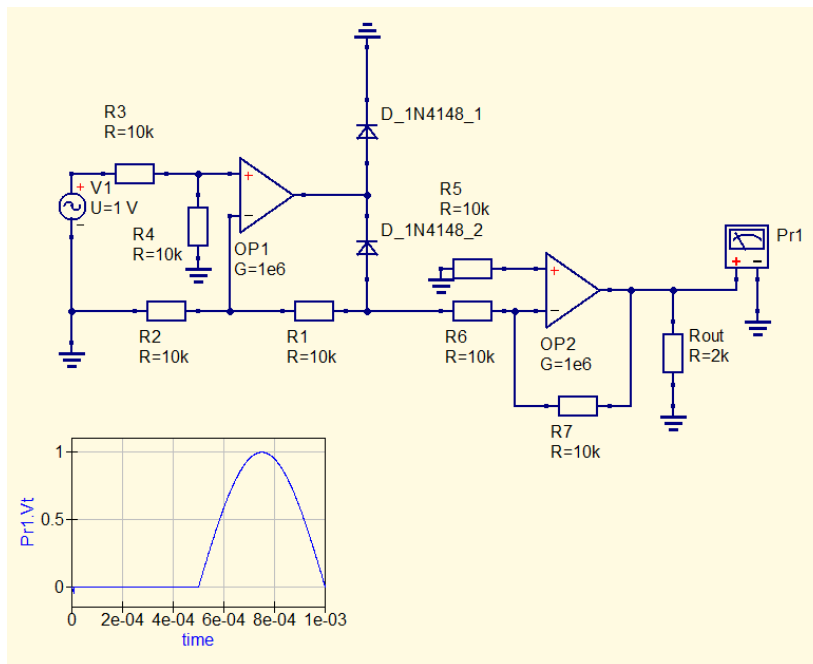 D_1N4148_1
R3
R=10k
+
V1
U=1 V
−
R4
R=10k
+
−
OP1
G=1e6
D_1N4148_2
R5
R=10k
Pr1
+ −
R2
R=10k
R1
R=10k
R6
R=10k
+
−
OP2
G=1e6
Rout
R=2k
R7
R=10k
1
0.5
0
Pr1.Vt
0 2e-04 4e-04 6e-04 8e-04 1e-03
time